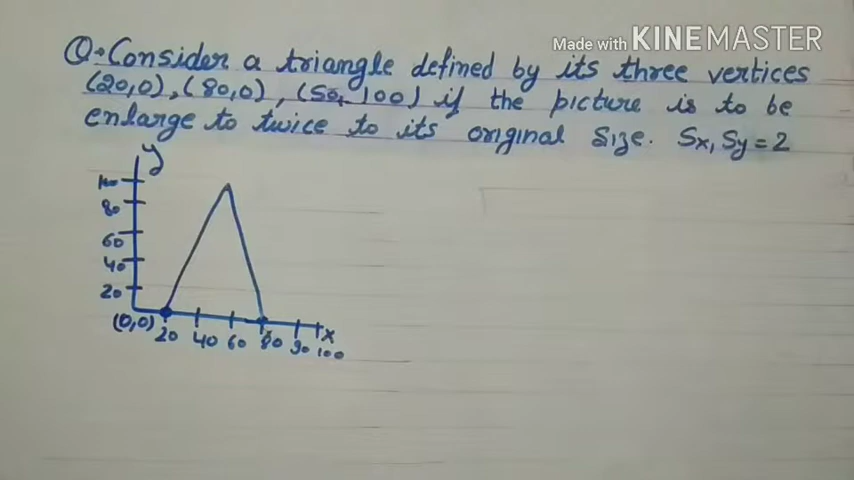 Made with KINEMASTER
Q→ Consider a triangle defined by its three vertices
(20,0), (80,0), (50, 100) if the picture is to be
enlarge to twice to its original size. Sx, Sy = 2
y
100
80
60
40
20
(0,0) 20 40 60 80 90 100 x